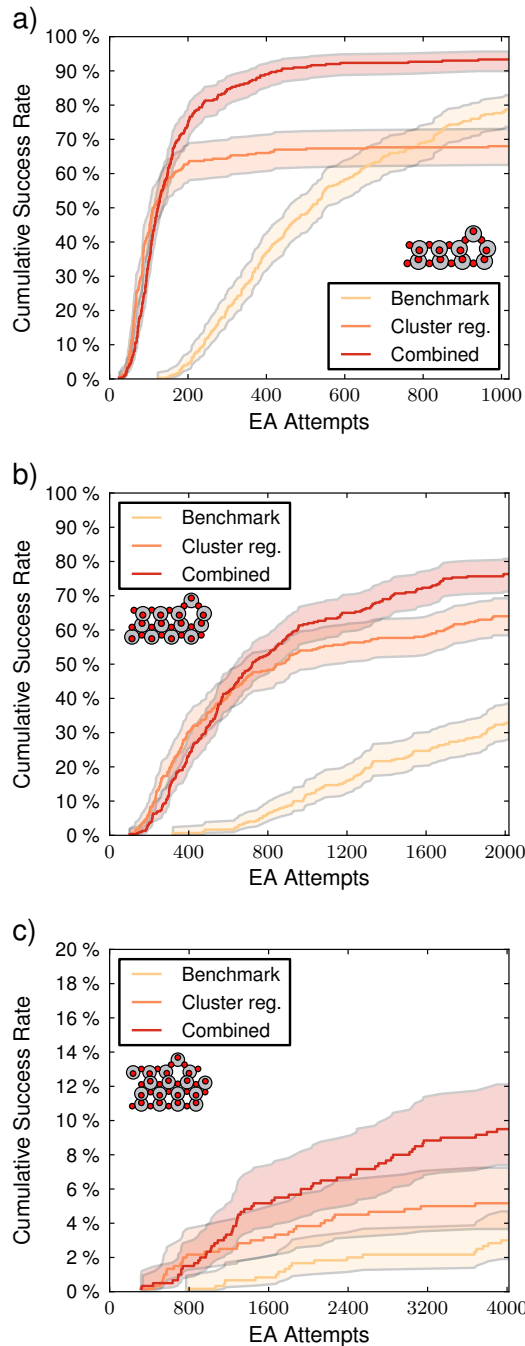 a)
100 %
90 %
80 %
70 %
60 %
50 %
40 %
30 %
20 %
10 %
0 %
Cumulative Success Rate
Benchmark
Cluster reg.
Combined
0 200 400 600 800 1000
EA Attempts
b)
100 %
90 %
80 %
70 %
60 %
50 %
40 %
30 %
20 %
10 %
0 %
Cumulative Success Rate
Benchmark
Cluster reg.
Combined
0 400 800 1200 1600 2000
EA Attempts
c)
20 %
18 %
16 %
14 %
12 %
10 %
8 %
6 %
4 %
2 %
0 %
Cumulative Success Rate
Benchmark
Cluster reg.
Combined
0 800 1600 2400 3200 4000
EA Attempts